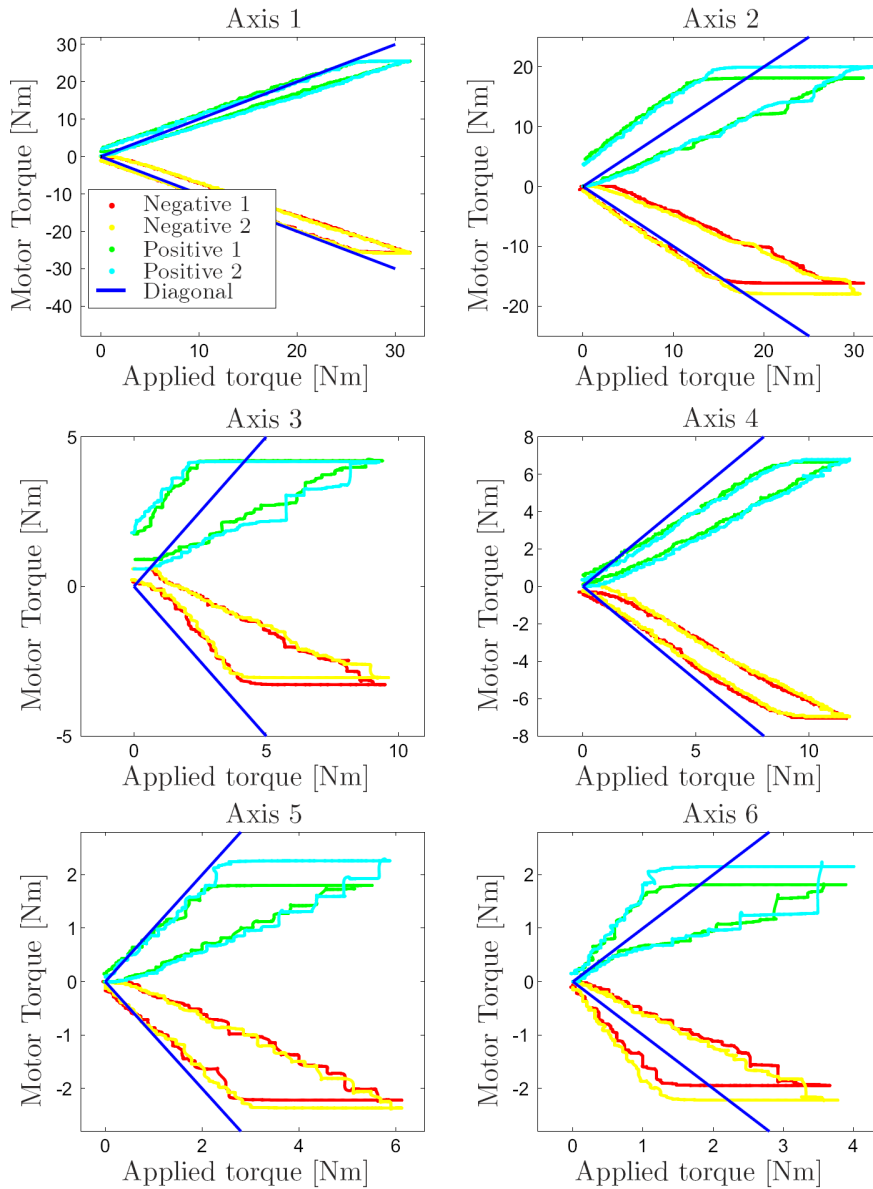 Axis 1
30
20
10
0
-10
-20
-30
-40
Motor Torque [Nm]
Negative 1
Negative 2
Positive 1
Positive 2
Diagonal
0 10 20 30
Applied torque [Nm]
Axis 2
20
10
0
-10
-20
Motor Torque [Nm]
0 10 20 30
Applied torque [Nm]
Axis 3
5
0
-5
Motor Torque [Nm]
0 5 10
Applied torque [Nm]
Axis 4
8
6
4
2
0
-2
-4
-6
-8
Motor Torque [Nm]
0 5 10
Applied torque [Nm]
Axis 5
2
1
0
-1
-2
Motor Torque [Nm]
0 2 4 6
Applied torque [Nm]
Axis 6
2
1
0
-1
-2
Motor Torque [Nm]
0 1 2 3 4
Applied torque [Nm]